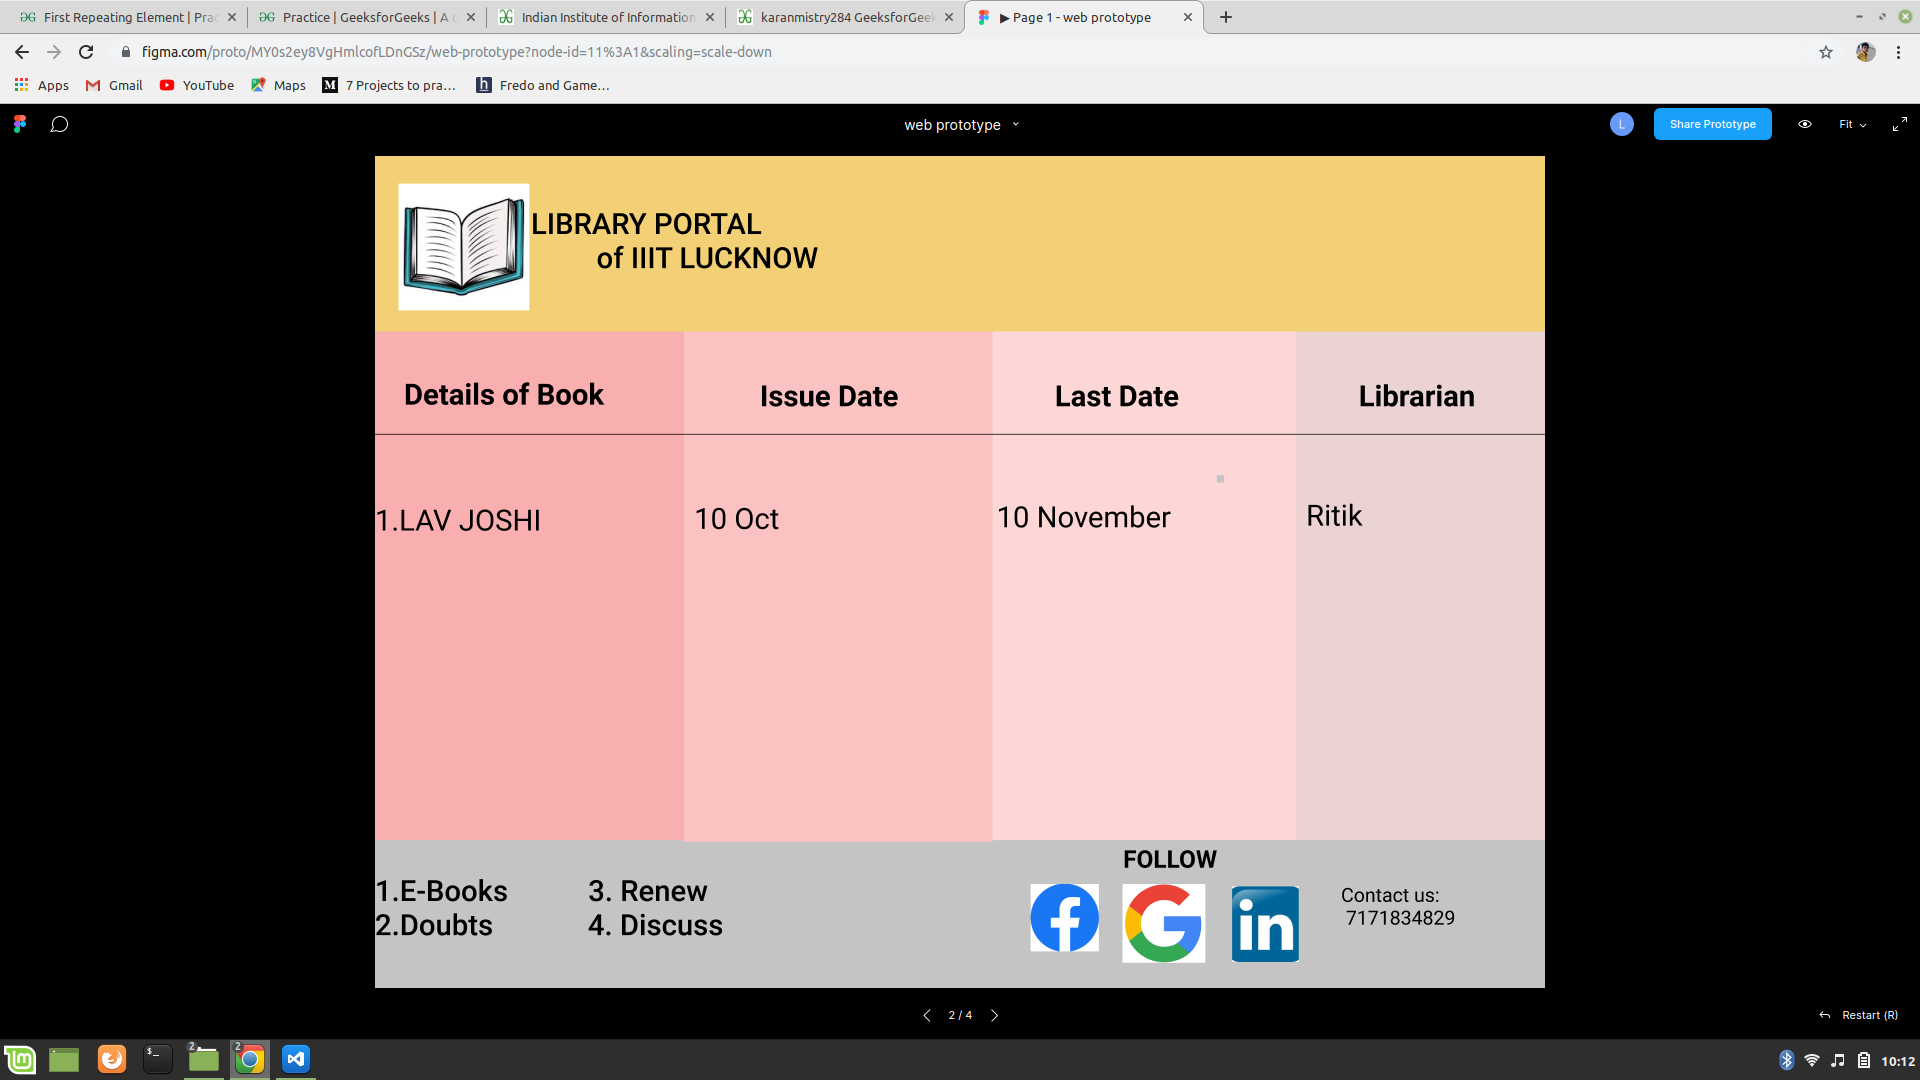 First Repeating Element | Prac
Practice | GeeksforGeeks | A c
Indian Institute of Information
karanmistry284 GeeksforGeek
▶ Page 1 - web prototype
figma.com/proto/MY0s2ey8VgHmlcofLDnGSz/web-prototype?node-id=11%3A1&scaling=scale-down
Apps
Gmail
YouTube
Maps
7 Projects to pra...
Fredo and Game...
web prototype
L
Share Prototype
Fit
LIBRARY PORTAL
of IIIT LUCKNOW
Details of Book
Issue Date
Last Date
Librarian
1.LAV JOSHI
10 Oct
10 November
Ritik
1.E-Books
2.Doubts
3. Renew
4. Discuss
FOLLOW
in
Contact us:
7171834829
2 / 4
Restart (R)
2
2
10:12